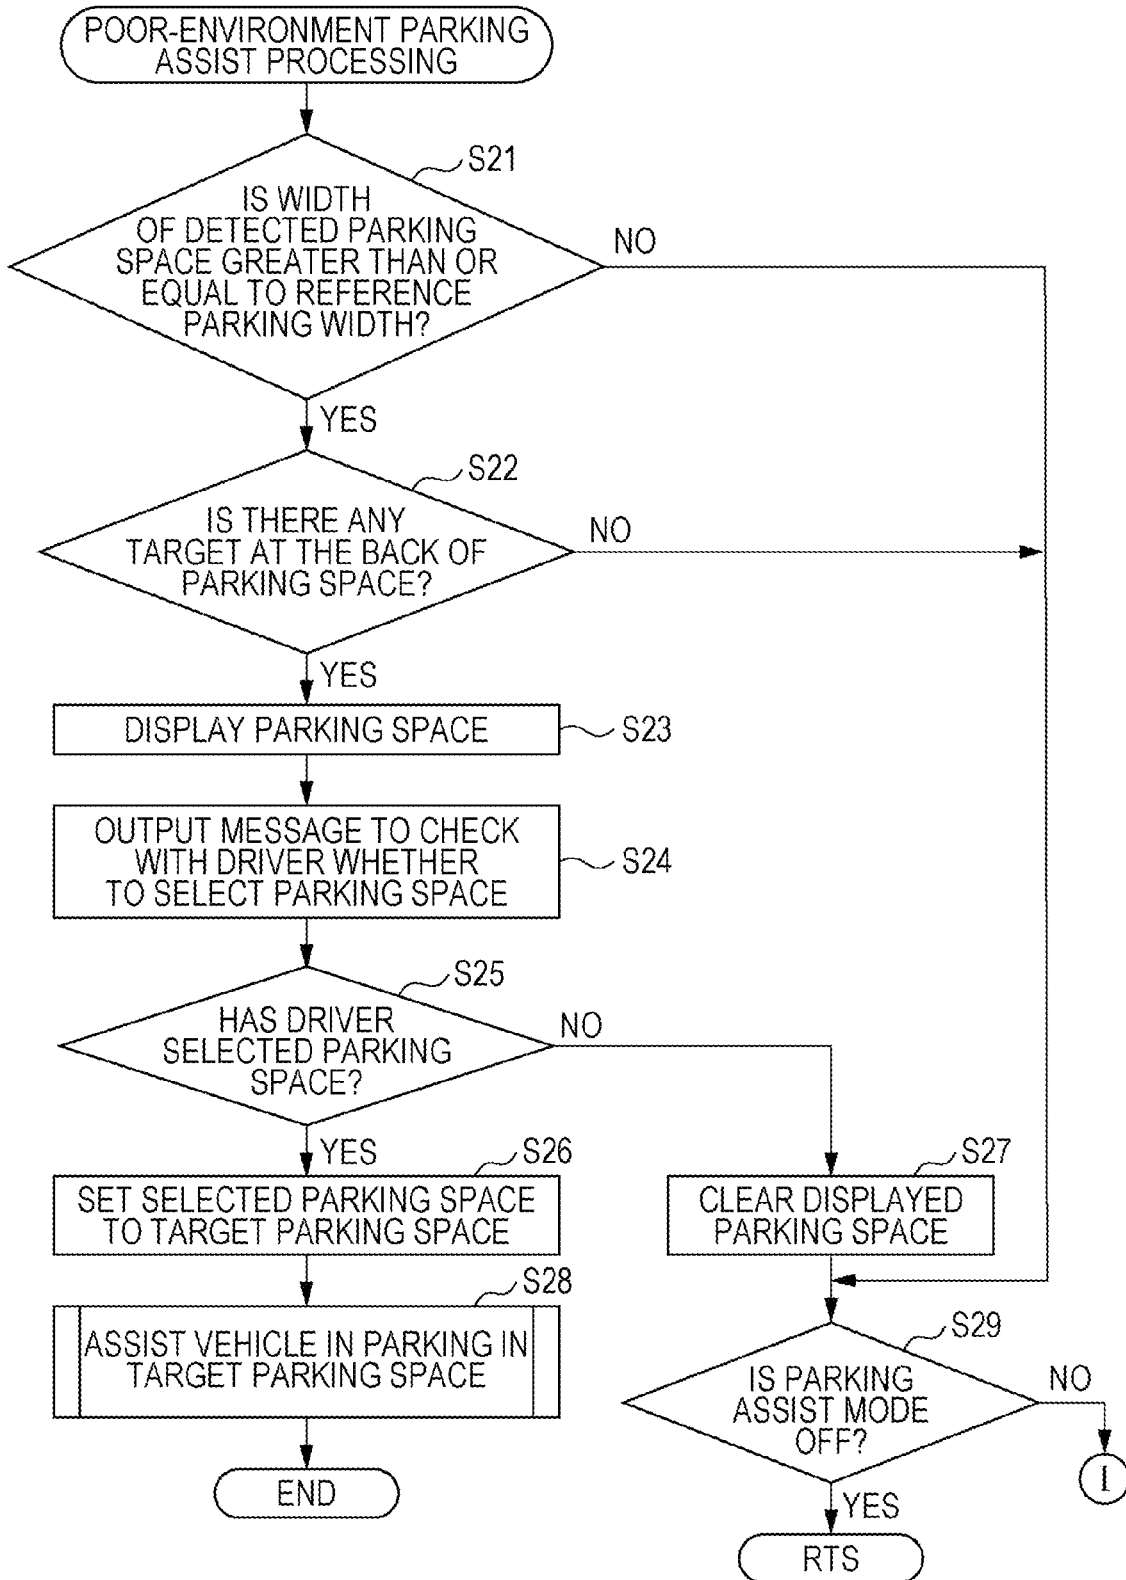 POOR-ENVIRONMENT PARKING
ASSIST PROCESSING
S21
IS WIDTH
OF DETECTED PARKING
SPACE GREATER THAN OR
EQUAL TO REFERENCE
PARKING WIDTH?
NO
YES
S22
IS THERE ANY
TARGET AT THE BACK OF
PARKING SPACE?
NO
YES
DISPLAY PARKING SPACE
S23
OUTPUT MESSAGE TO CHECK
WITH DRIVER WHETHER
TO SELECT PARKING SPACE
S24
S25
HAS DRIVER
SELECTED PARKING
SPACE?
NO
YES
S26
SET SELECTED PARKING SPACE
TO TARGET PARKING SPACE
S27
CLEAR DISPLAYED
PARKING SPACE
S28
ASSIST VEHICLE IN PARKING IN
TARGET PARKING SPACE
END
S29
IS PARKING
ASSIST MODE
OFF?
NO
I
YES
RTS